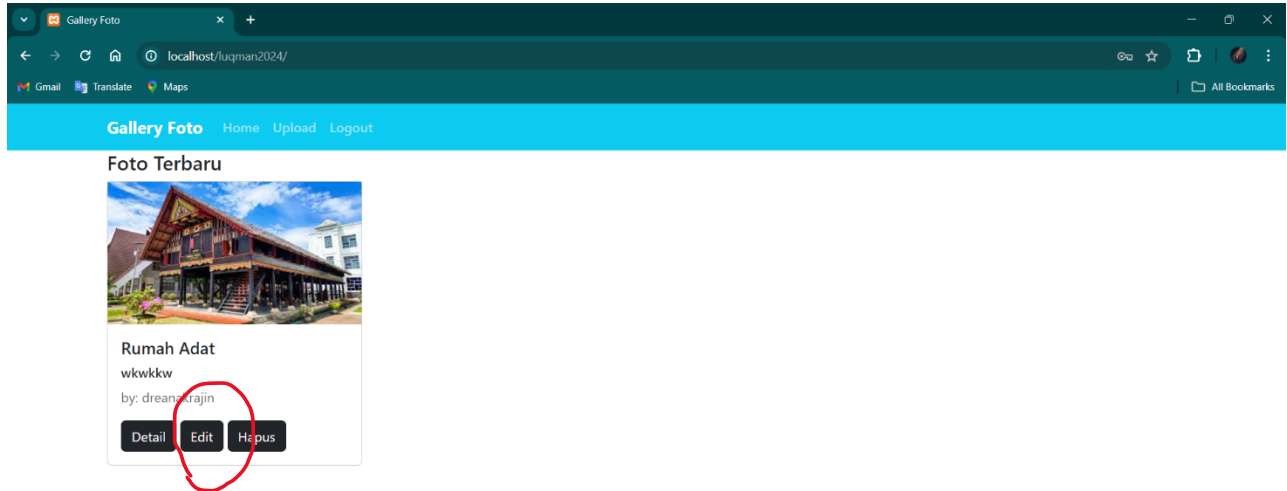 Gallery Foto
localhost/luqman2024/
Gmail Translate Maps All Bookmarks
Gallery Foto Home Upload Logout
Foto Terbaru
Rumah Adat
wkwkkw
by: dreanakrajin
Detail Edit Hapus